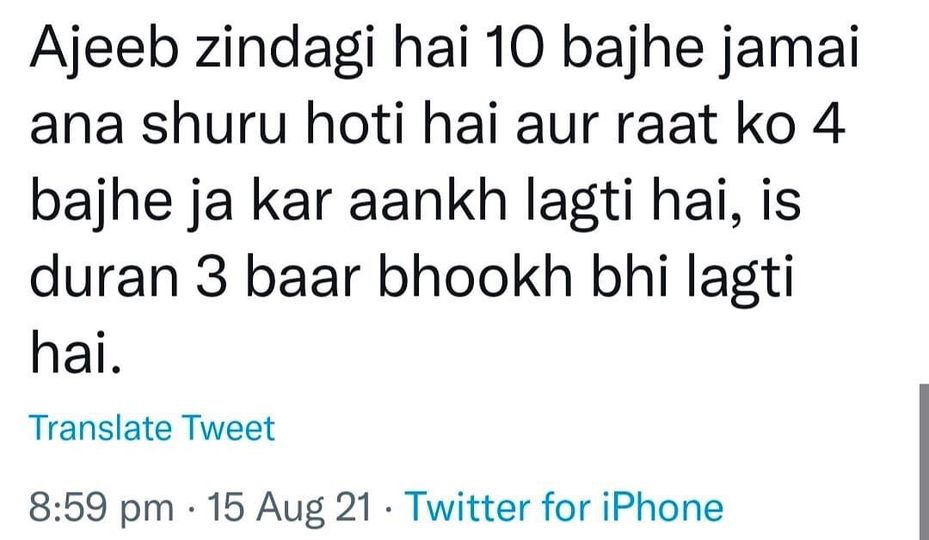 Ajeeb zindagi hai 10 bajhe jamai
ana shuru hoti hai aur raat ko 4
bajhe ja kar aankh lagti hai, is
duran 3 baar bhookh bhi lagti
hai.
Translate Tweet
8:59 pm · 15 Aug 21 · Twitter for iPhone